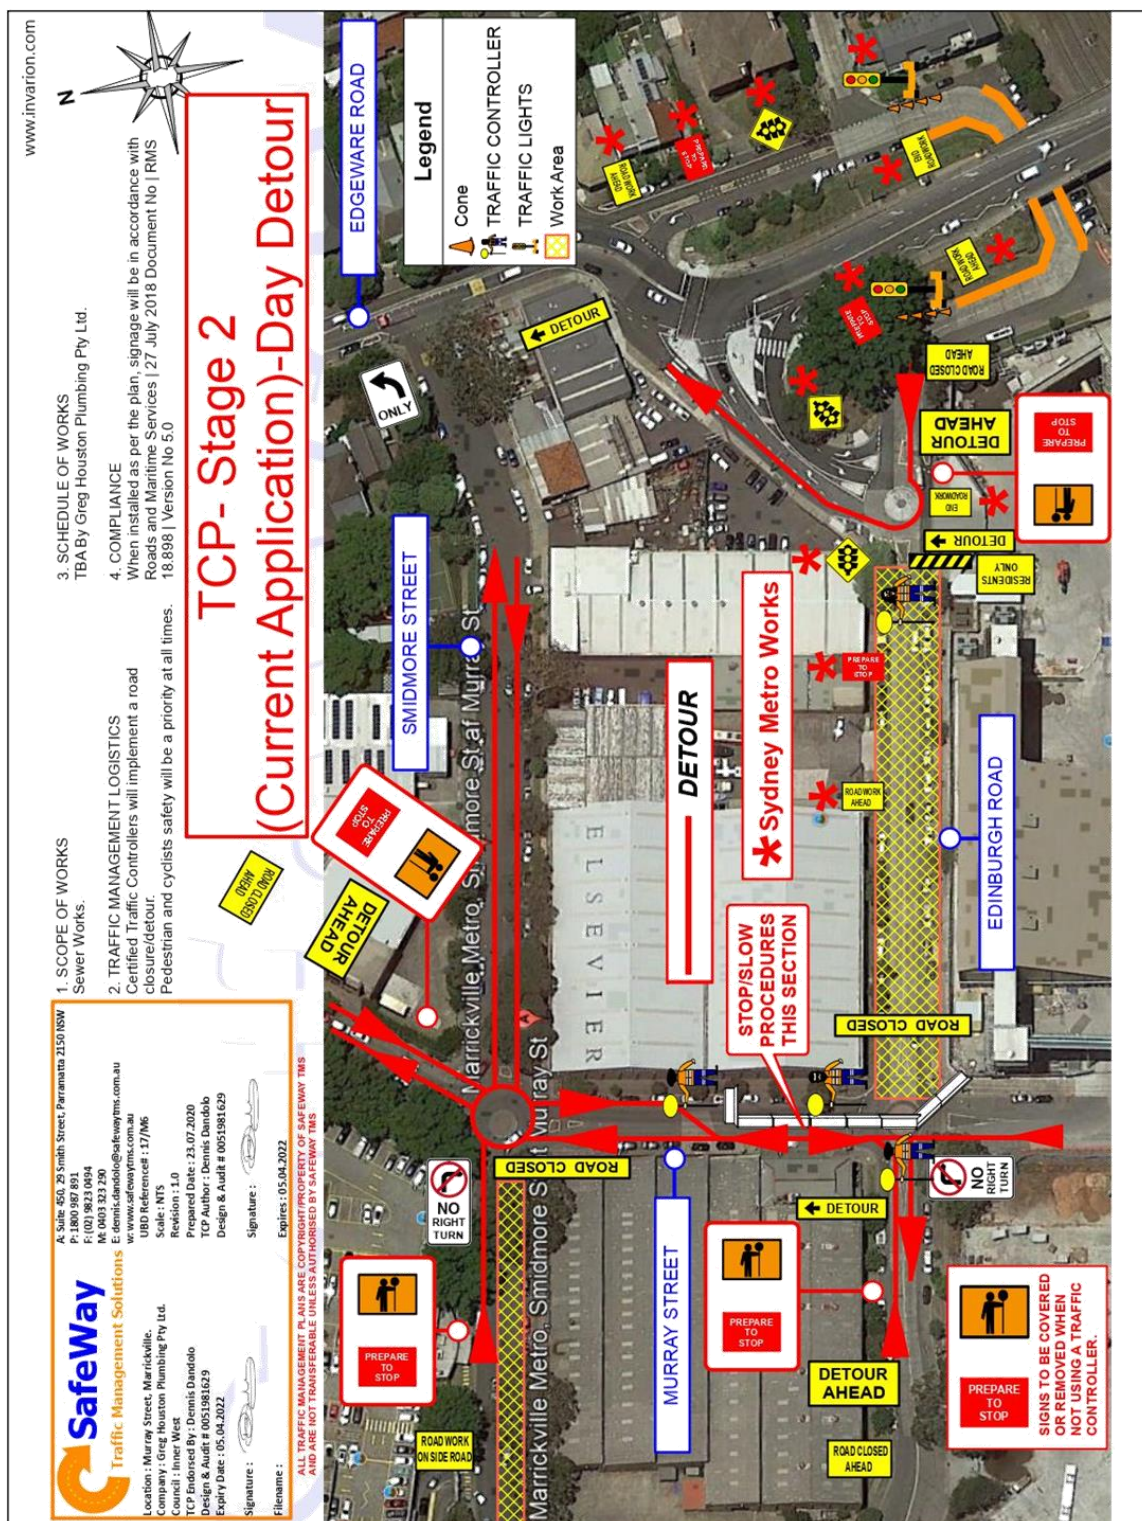 SafeWay
Traffic Management Solutions
A: Suite 450, 29 Smith Street, Parramatta 2150 NSW
P: 1800 987 891
F: (02) 9823 0494
M: 0403 323 290
E: dennis.dandolo@safewaytms.com.au
w: www.safewaytms.com.au
UBD Reference# : 17/M6
Scale : NTS
Revision : 1.0
Prepared Date : 23.07.2020
TCP Author : Dennis Dandolo
Design & Audit # 0051981629
Signature :
Expires : 05.04.2022
Location : Murray Street, Marrickville.
Company : Greg Houston Plumbing Pty Ltd.
Council : Inner West
TCP Endorsed By : Dennis Dandolo
Design & Audit # 0051981629
Expiry Date : 05.04.2022
Signature :
Filename :
ALL TRAFFIC MANAGEMENT PLANS ARE COPYRIGHT/PROPERTY OF SAFEWAY TMS
AND ARE NOT TRANSFERABLE UNLESS AUTHORISED BY SAFEWAY TMS
1. SCOPE OF WORKS
Sewer Works.
2. TRAFFIC MANAGEMENT LOGISTICS
Certified Traffic Controllers will implement a road
closure/detour.
Pedestrian and cyclists safety will be a priority at all times.
3. SCHEDULE OF WORKS
TBA By Greg Houston Plumbing Pty Ltd.
4. COMPLIANCE
When installed as per the plan, signage will be in accordance with
Roads and Maritime Services | 27 July 2018 Document No | RMS
18.898 | Version No 5.0
www.invarion.com
N
TCP- Stage 2
(Current Application)-Day Detour
ROAD CLOSED
AHEAD
DETOUR
AHEAD
PREPARE
TO
STOP
SMIDMORE STREET
ONLY
EDGEWARE ROAD
Legend
Cone
TRAFFIC CONTROLLER
TRAFFIC LIGHTS
Work Area
DETOUR
ROAD WORK
AHEAD
PREPARE
TO
STOP
END
ROADWORK
ROAD WORK
AHEAD
PREPARE
TO
STOP
ROAD CLOSED
AHEAD
DETOUR
AHEAD
PREPARE
TO
STOP
END
ROADWORK
DETOUR
RESIDENTS
ONLY
PREPARE
TO
STOP
ROAD WORK
AHEAD
Sydney Metro Works
DETOUR
STOP/SLOW
PROCEDURES
THIS SECTION
EDINBURGH ROAD
ROAD CLOSED
ELSEVIER
Marrickville Metro, Smidmore St af Murray St
Murray St
Marrickville Metro, Smidmore St
ROAD CLOSED
NO
RIGHT
TURN
PREPARE
TO
STOP
ROAD WORK
ON SIDE ROAD
MURRAY STREET
PREPARE
TO
STOP
DETOUR
DETOUR
AHEAD
ROAD CLOSED
AHEAD
NO
RIGHT
TURN
PREPARE
TO
STOP
SIGNS TO BE COVERED
OR REMOVED WHEN
NOT USING A TRAFFIC
CONTROLLER.